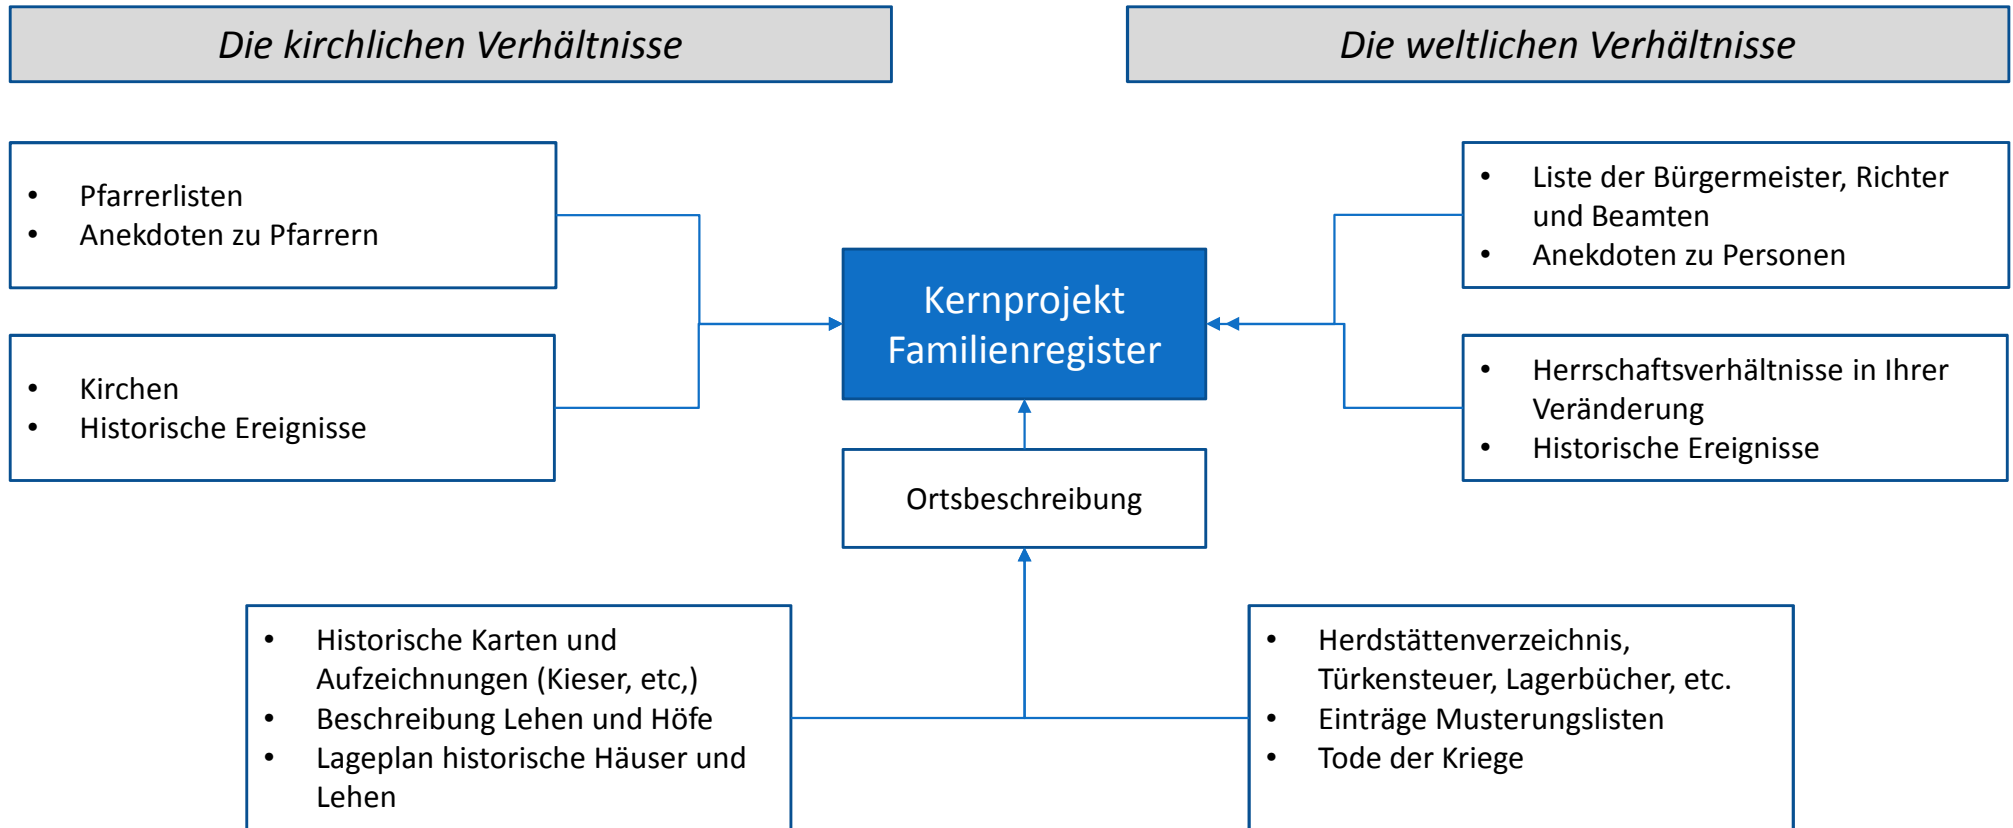 Die kirchlichen Verhältnisse
Die weltlichen Verhältnisse
• Pfarrerlisten
• Anekdoten zu Pfarrern
• Kirchen
• Historische Ereignisse
Kernprojekt
Familienregister
• Liste der Bürgermeister, Richter
und Beamten
• Anekdoten zu Personen
• Herrschaftsverhältnisse in Ihrer
Veränderung
• Historische Ereignisse
Ortsbeschreibung
• Historische Karten und
Aufzeichnungen (Kieser, etc,)
• Beschreibung Lehen und Höfe
• Lageplan historische Häuser und
Lehen
• Herdstättenverzeichnis,
Türkensteuer, Lagerbücher, etc.
• Einträge Musterungslisten
• Tode der Kriege